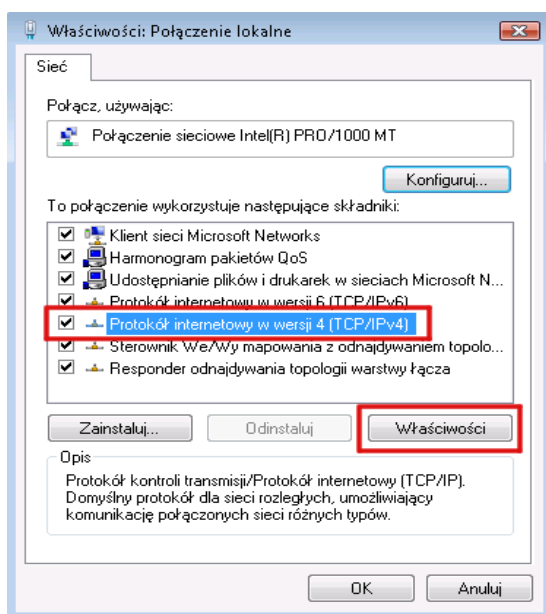 Właściwości: Połączenie lokalne
Sieć
Połącz, używając:
Połączenie sieciowe Intel(R) PRO/1000 MT
Konfiguruj...
To połączenie wykorzystuje następujące składniki:
Klient sieci Microsoft Networks
Harmonogram pakietów QoS
Udostępnianie plików i drukarek w sieciach Microsoft N...
Protokół internetowy w wersji 6 (TCP/IPv6)
Protokół internetowy w wersji 4 (TCP/IPv4)
Sterownik We/Wy mapowania z odnajdywaniem topolo...
Responder odnajdywania topologii warstwy łącza
Zainstaluj... Odinstaluj Właściwości
Opis
Protokół kontroli transmisji/Protokół internetowy (TCP/IP).
Domyślny protokół dla sieci rozległych, umożliwiający
komunikację połączonych sieci różnych typów.
OK Anuluj